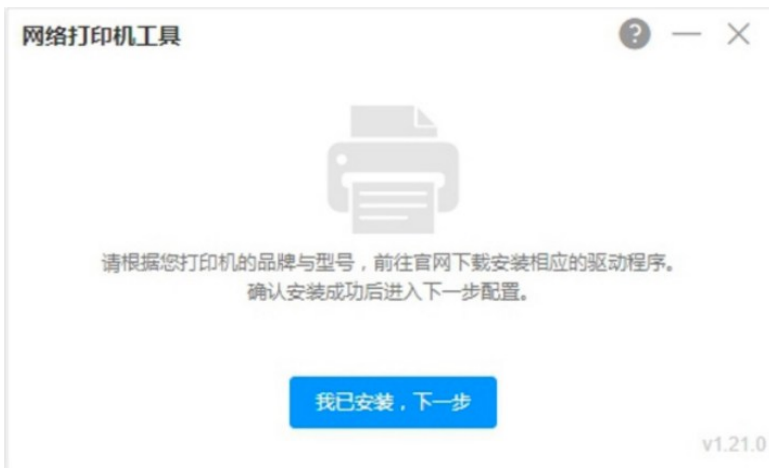 网络打印机工具
请根据您打印机的品牌与型号，前往官网下载安装相应的驱动程序。
确认安装成功后进入下一步配置。
我已安装，下一步
v1.21.0